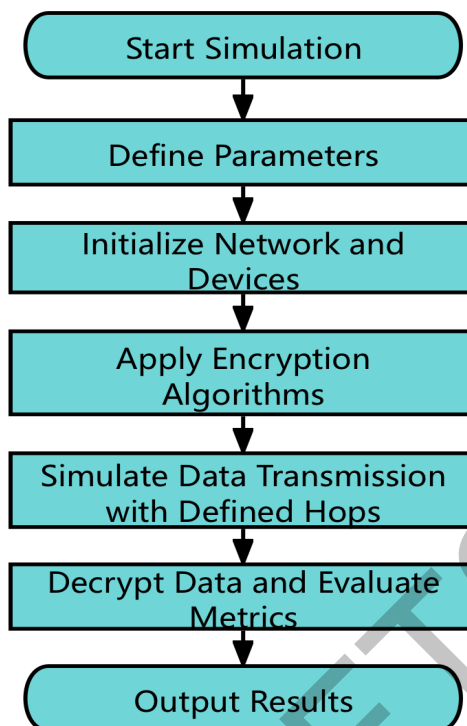 Start Simulation
Define Parameters
Initialize Network and
Devices
Apply Encryption
Algorithms
Simulate Data Transmission
with Defined Hops
Decrypt Data and Evaluate
Metrics
Output Results